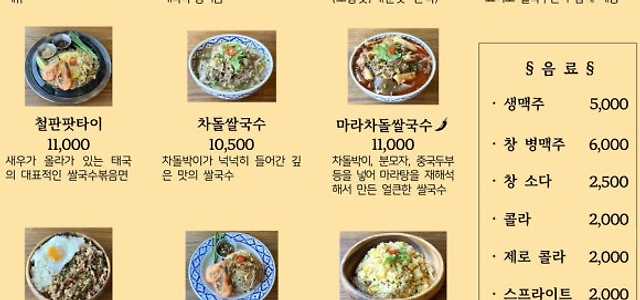 철판팟타이
11,000
새우가 올라가 있는 태국
의 대표적인 쌀국수볶음면
차돌쌀국수
10,500
차돌박이가 넉넉히 들어간 깊
은 맛의 쌀국수
마라차돌쌀국수
11,000
차돌박이, 분모자, 중국두부
등을 넣어 마라탕을 재해석
해서 만든 얼큰한 쌀국수
§ 음 료 §
· 생맥주 5,000
· 창 병맥주 6,000
· 창 소다 2,500
· 콜라 2,000
· 제로 콜라 2,000
· 스프라이트 2,000